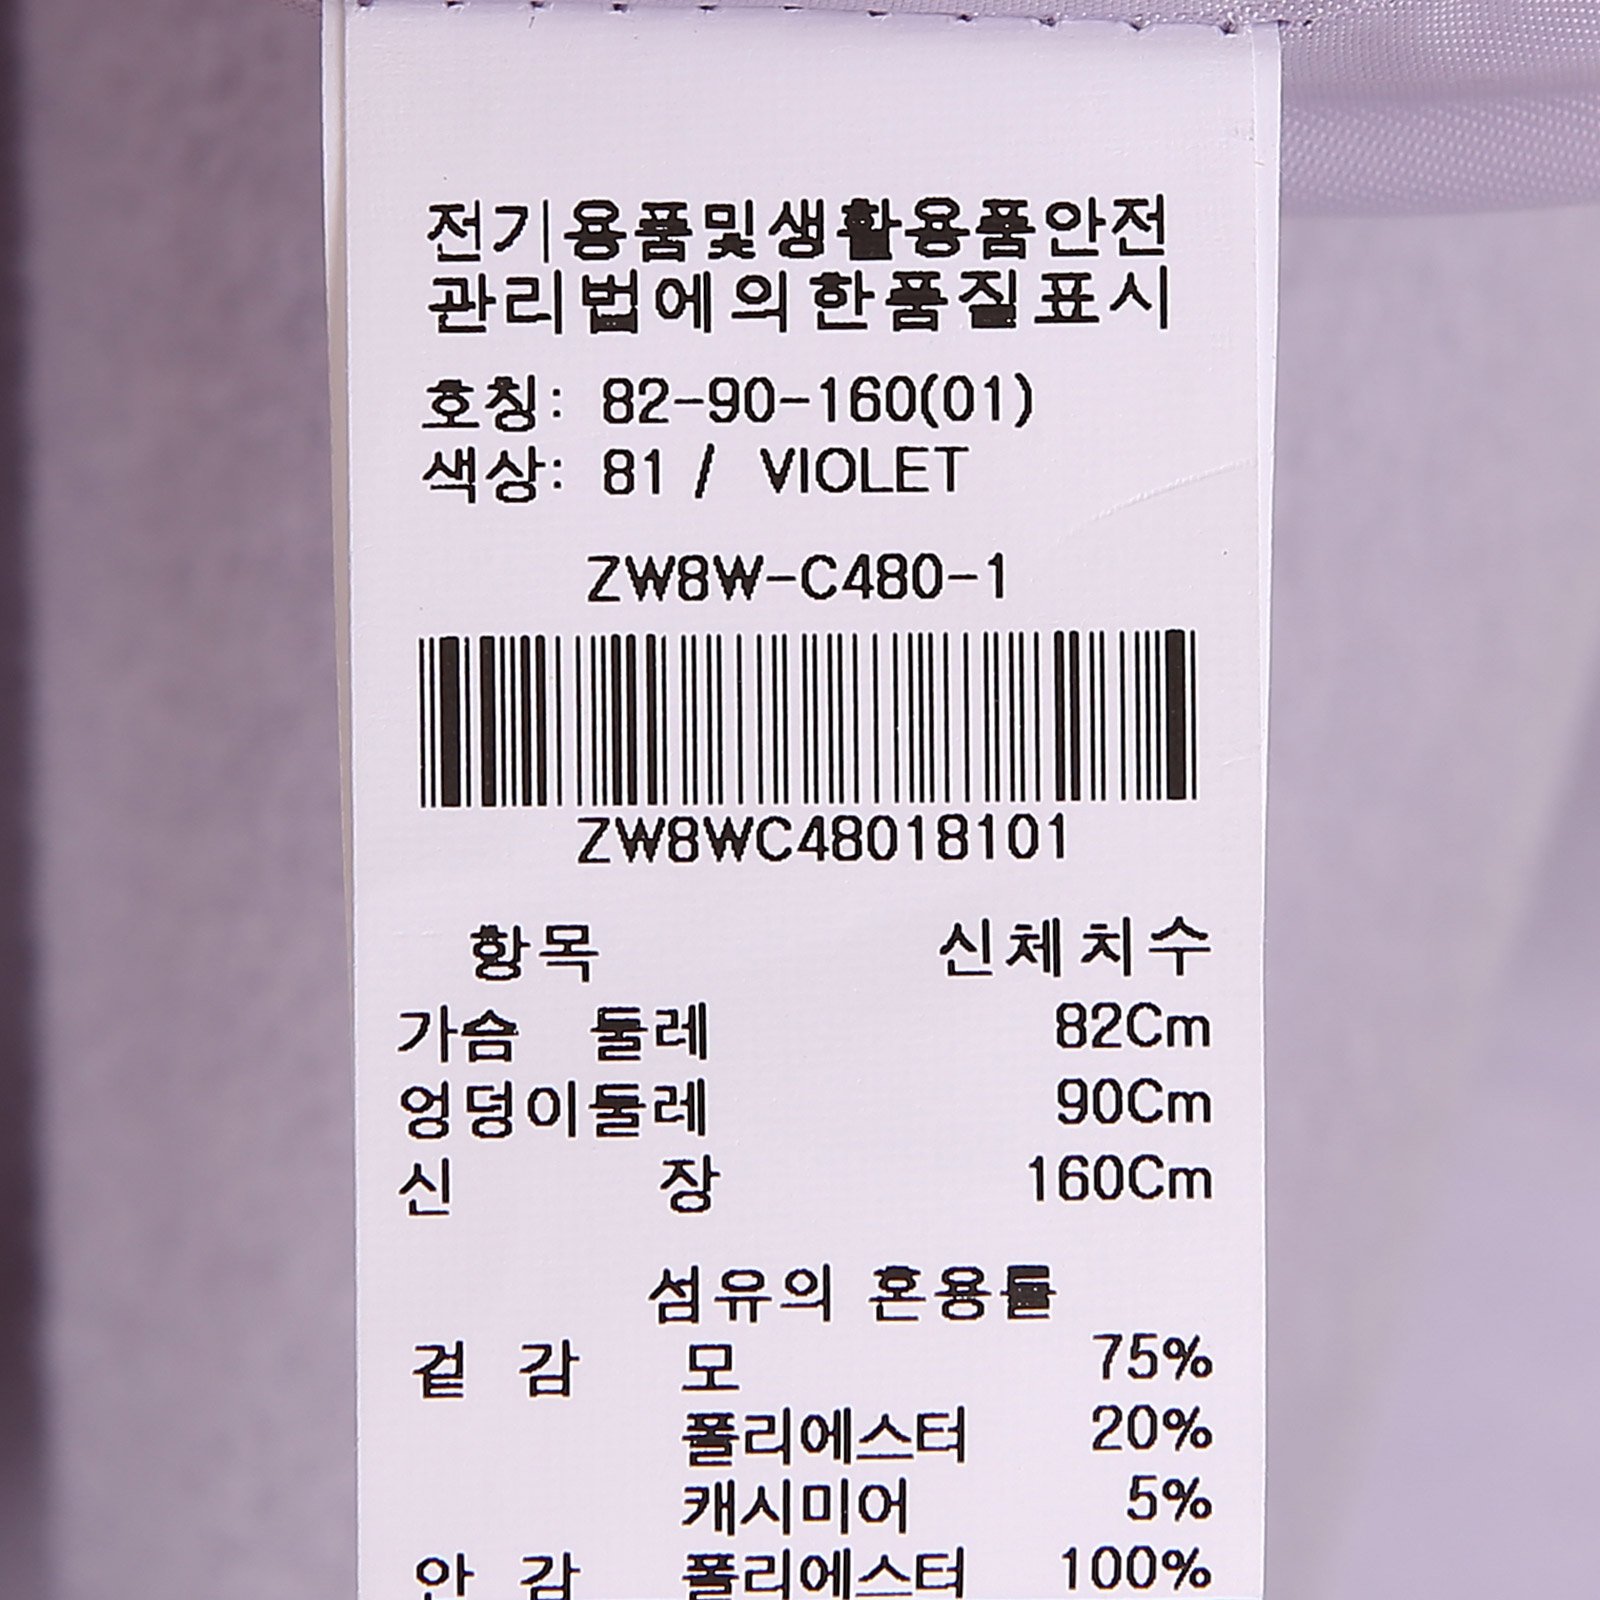 전기용품및생활용품안전
관리법에의한품질표시
호칭: 82-90-160(01)
색상: 81 / VIOLET
ZW8W-C480-1
ZW8WC48018101
항목 신체치수
가슴 둘레 82Cm
엉덩이둘레 90Cm
신 장 160Cm
섬유의 혼용률
겉 감 모 75%
폴리에스터 20%
캐시미어 5%
안 감 폴리에스터 100%